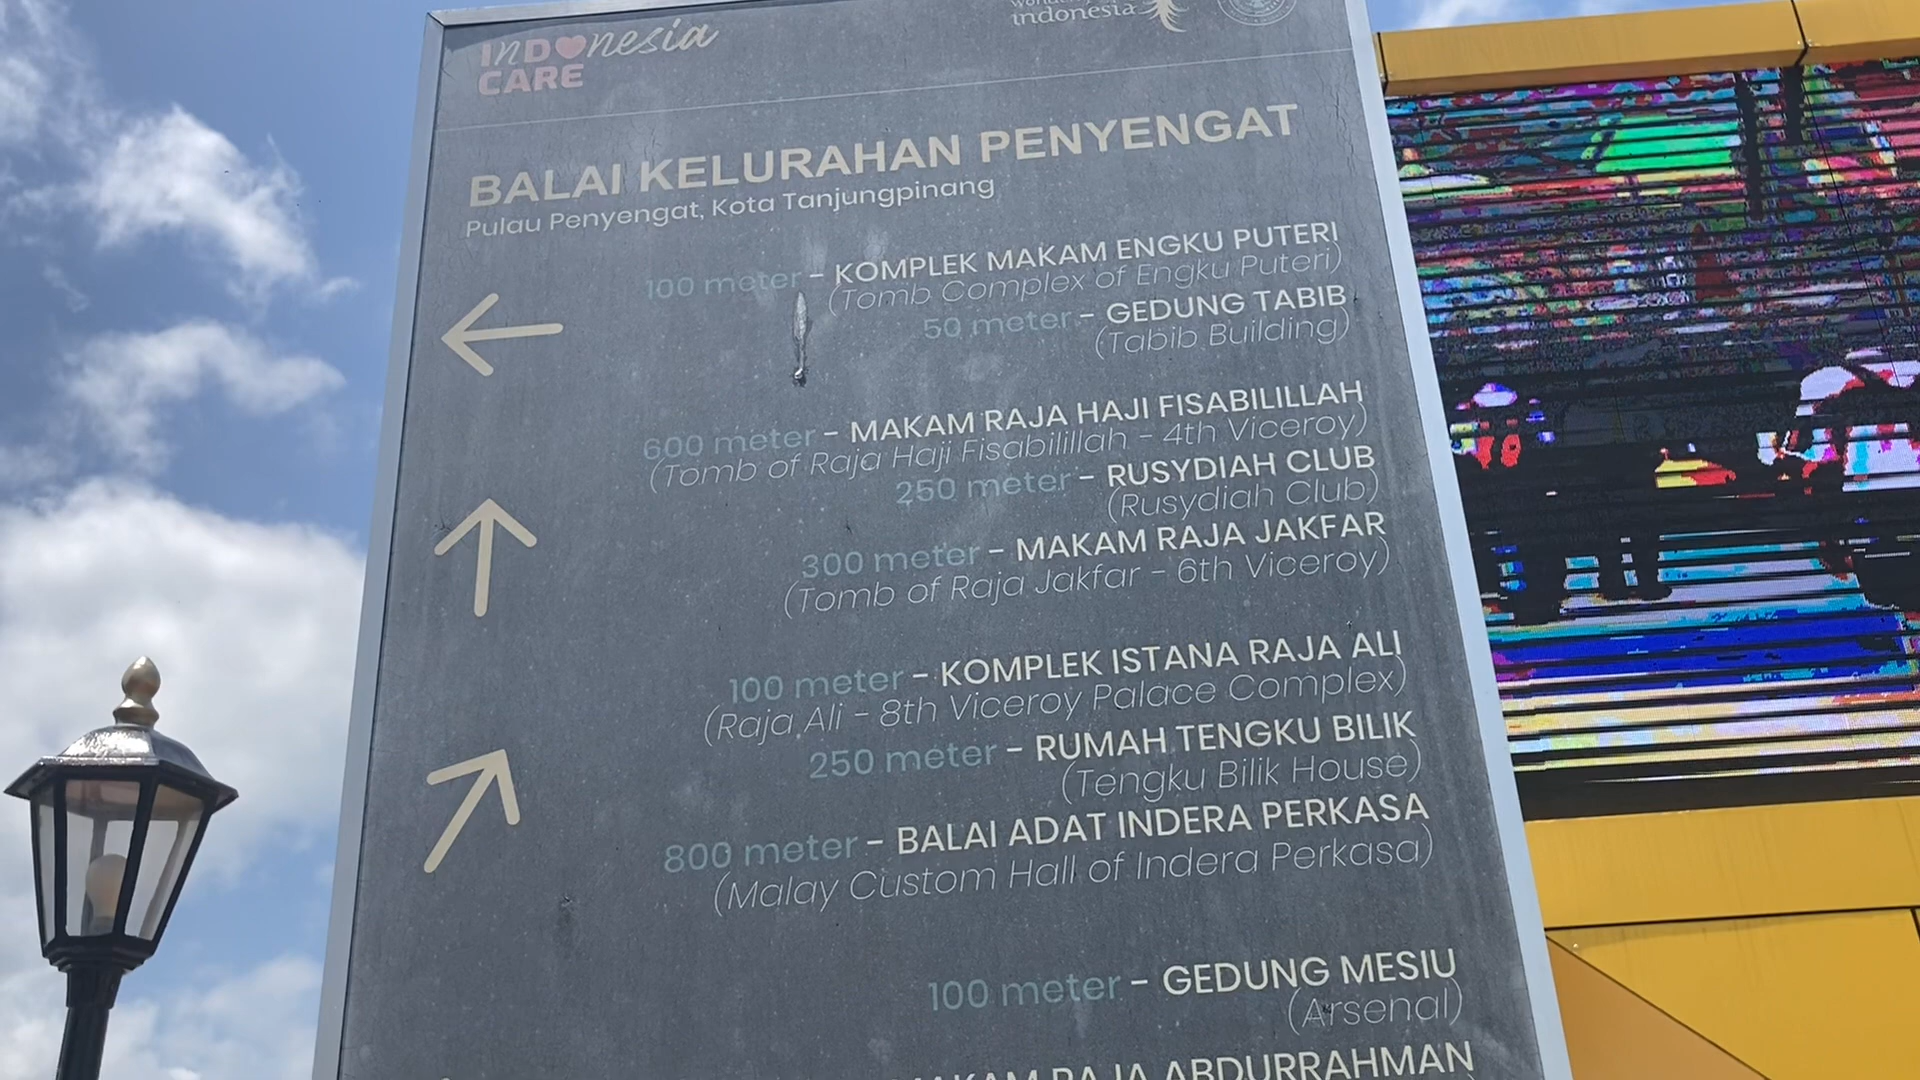 INDONesia
CARE
wonderful
indonesia
BALAI KELURAHAN PENYENGAT
Pulau Penyengat, Kota Tanjungpinang
100 meter - KOMPLEK MAKAM ENGKU PUTERI
(Tomb Complex of Engku Puteri)
50 meter - GEDUNG TABIB
(Tabib Building)
600 meter - MAKAM RAJA HAJI FISABILILLAH
(Tomb of Raja Haji Fisabilillah - 4th Viceroy)
250 meter - RUSYDIAH CLUB
(Rusydiah Club)
300 meter - MAKAM RAJA JAKFAR
(Tomb of Raja Jakfar - 6th Viceroy)
100 meter - KOMPLEK ISTANA RAJA ALI
(Raja Ali - 8th Viceroy Palace Complex)
250 meter - RUMAH TENGKU BILIK
(Tengku Bilik House)
800 meter - BALAI ADAT INDERA PERKASA
(Malay Custom Hall of Indera Perkasa)
100 meter - GEDUNG MESIU
(Arsenal)
MAKAM RAJA ABDURRAHMAN